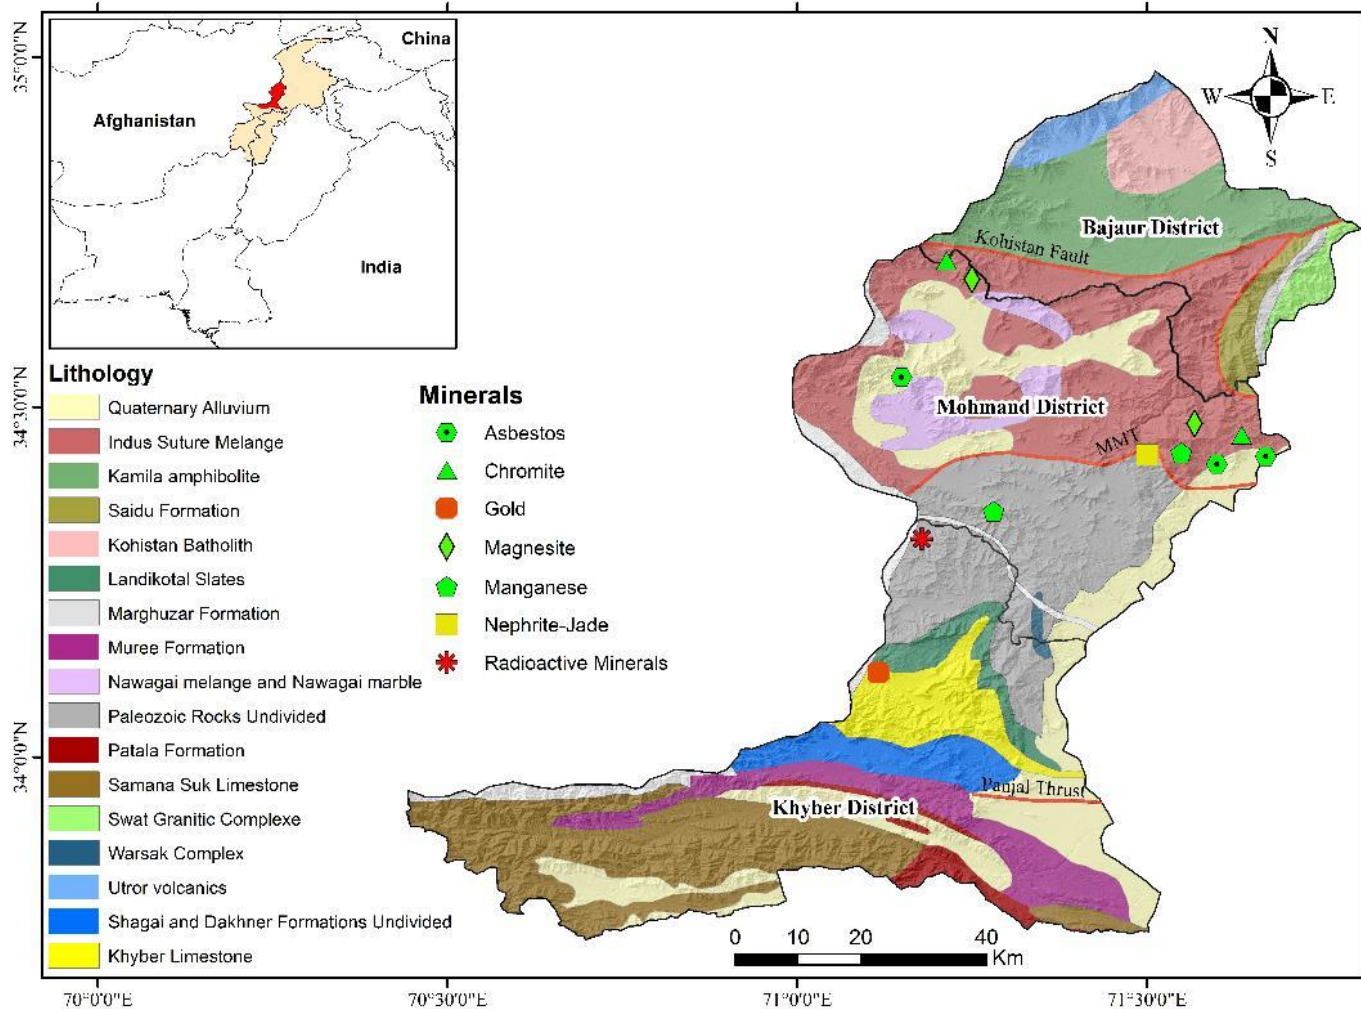 China
Afghanistan
India
N
W
E
S
Bajaur District
Kohistan Fault
Mohmand District
MMT
Khyber District
Panjal Thrust
Lithology
Quaternary Alluvium
Indus Suture Melange
Kamila amphibolite
Saidu Formation
Kohistan Batholith
Landikotal Slates
Marghuzar Formation
Muree Formation
Nawagai melange and Nawagai marble
Paleozoic Rocks Undivided
Patala Formation
Samana Suk Limestone
Swat Granitic Complexe
Warsak Complex
Utror volcanics
Shagai and Dakhner Formations Undivided
Khyber Limestone
Minerals
Asbestos
Chromite
Gold
Magnesite
Manganese
Nephrite-Jade
Radioactive Minerals
0 10 20 40
Km
35°0'0"N
34°30'0"N
34°0'0"N
70°0'0"E
70°30'0"E
71°0'0"E
71°30'0"E